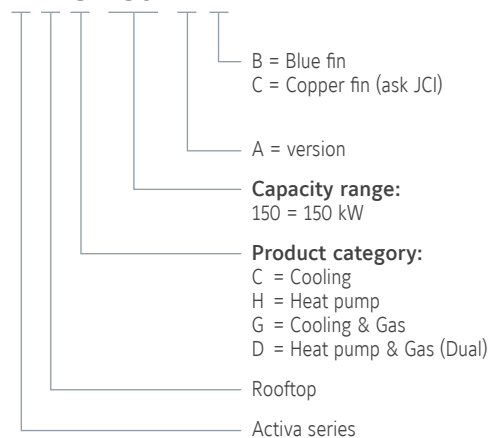 B = Blue fin
C = Copper fin (ask JCI)
A = version
Capacity range:
150 = 150 kW
Product category:
C = Cooling
H = Heat pump
G = Cooling & Gas
D = Heat pump & Gas (Dual)
Rooftop
Activa series